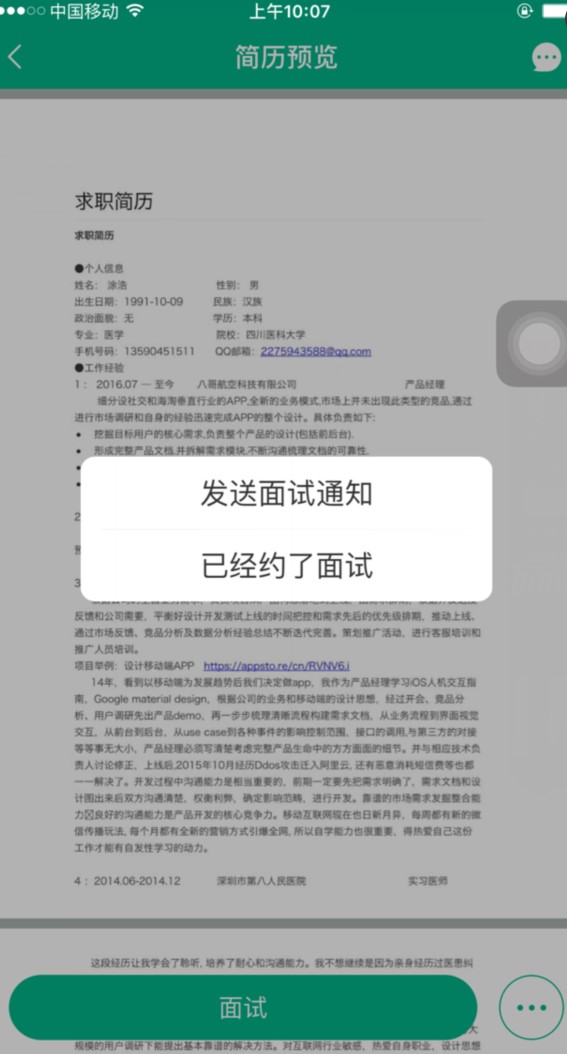 中国移动
上午10:07
简历预览
求职简历
求职简历
●个人信息
姓名： 涂浩 性别： 男
出生日期：1991-10-09 民族：汉族
政治面貌：无 学历：本科
专业：医学 院校：四川医科大学
手机号码：13590451511 QQ邮箱：2275943588@qq.com
●工作经验
1： 2016.07 — 至今 八哥航空科技有限公司 产品经理
细分设社交和海淘垂直行业的APP,全新的业务模式,市场上并未出现此类型的竞品,通过
进行市场调研和自身的经验迅速完成APP的整个设计。具体负责如下:
• 挖掘目标用户的核心需求,负责整个产品的设计(包括前后台).
• 形成完整产品文档,并拆解需求模块.不断沟通梳理文档的可靠性.
发送面试通知
已经约了面试
2
3
反馈和公司需要，平衡好设计开发测试上线的时间把控和需求先后的优先级排期，推动上线、
通过市场反馈、竞品分析及数据分析经验总结不断迭代完善。策划推广活动，进行客服培训和
推广人员培训。
项目举例：设计移动端APP https://appsto.re/cn/RVNV6.i
14年，看到以移动端为发展趋势后我们决定做app，我作为产品经理学习iOS人机交互指
南，Google material design，根据公司的业务和移动端的设计思想，经过开会、竞品分
析、用户调研先出产品demo，再一步步梳理清晰流程构建需求文档，从业务流程到界面视觉
交互，从前台到后台，从use case到各种事件的影响控制范围，接口的调用,与第三方的对接
等等事无大小，产品经理必须写清楚考虑完整产品生命中的方方面面的细节。并与相应技术负
责人讨论修正，上线后,2015年10月经历Ddos攻击迁入阿里云, 还有恶意消耗短信费等也都
一一解决了。开发过程中沟通能力是相当重要的，前期一定要先把需求明确了，需求文档和设
计图出来后双方沟通清楚，权衡利弊，确定影响范畴，进行开发。靠谱的市场需求发掘整合能
力☒良好的沟通能力是产品开发的核心竞争力。移动互联网现在也日新月异，每周都有新的微
信传播玩法, 每个月都有全新的营销方式引爆全网, 所以自学能力也很重要，得热爱自己这份
工作才能有自发性学习的动力。
4：2014.06-2014.12 深圳市第八人民医院 实习医师
这段经历让我学会了聆听, 培养了耐心和沟通能力。我不想继续是因为亲身经历过医患纠
面试
大
规模的用户调研下能提出基本靠谱的解决方法。对互联网行业敏感，热爱自身职业，设计思想